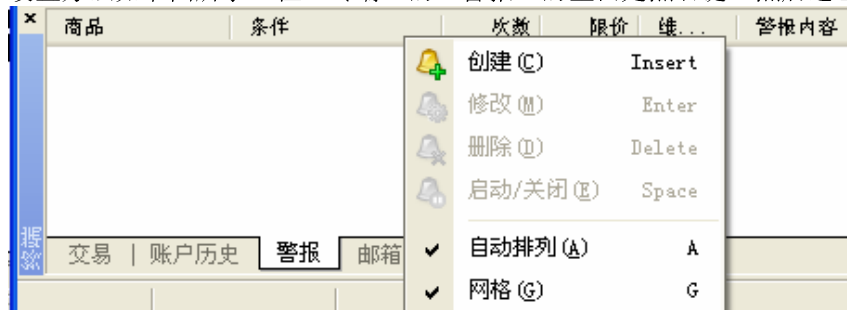 商品 条件 次数 限价 维... 警报内容
创建(C) Insert
修改(M) Enter
删除(D) Delete
启动/关闭(E) Space
自动排列(A) A
网格(G) G
交易 | 账户历史 警报 邮箱